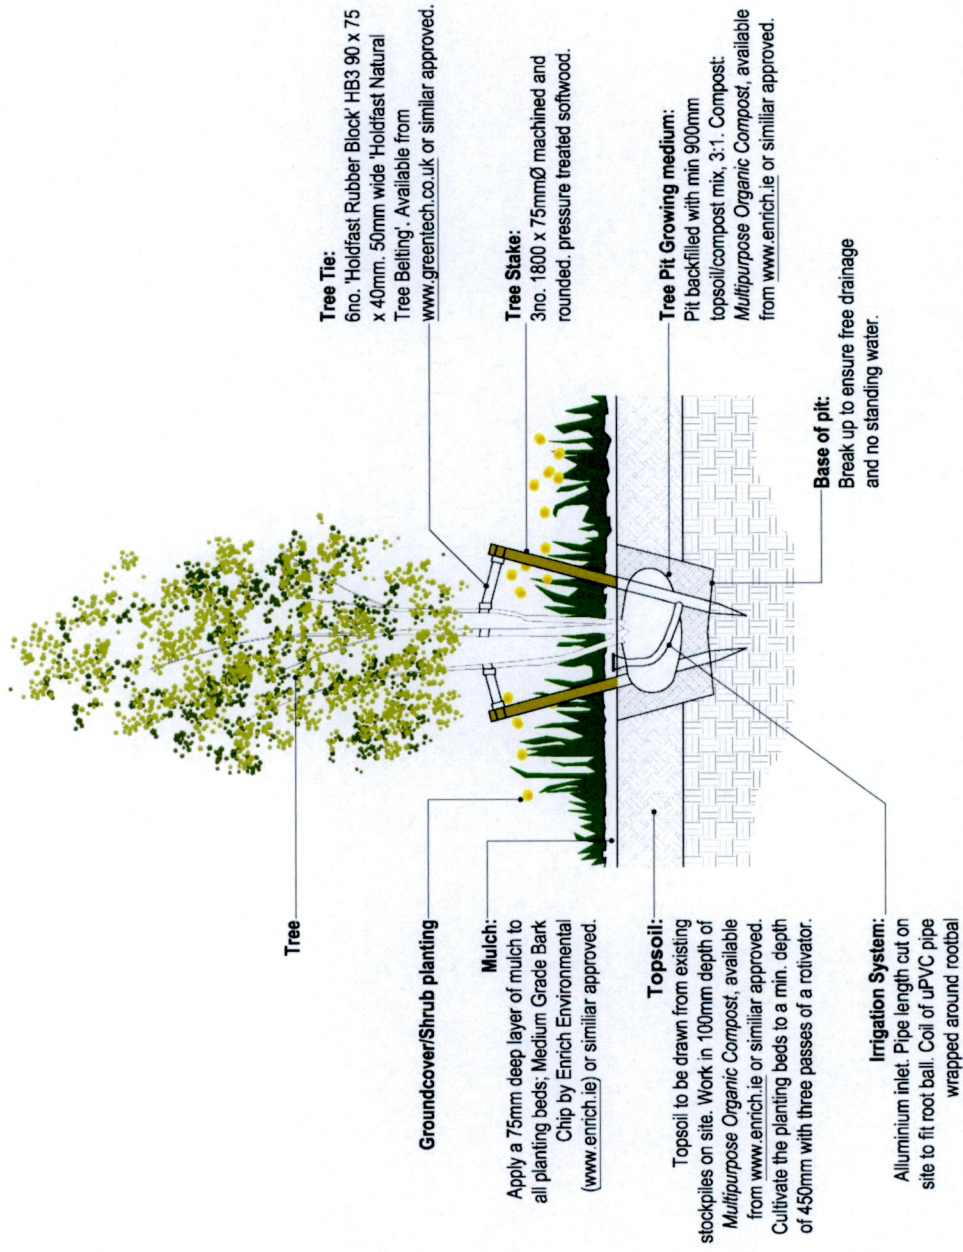 Tree
Groundcover/Shrub planting
Mulch:
Apply a 75mm deep layer of mulch to
all planting beds; Medium Grade Bark
Chip by Enrich Environmental
(www.enrich.ie) or similiar approved.
Topsoil:
Topsoil to be drawn from existing
stockpiles on site. Work in 100mm depth of
Multipurpose Organic Compost, available
from www.enrich.ie or similiar approved.
Cultivate the planting beds to a min. depth
of 450mm with three passes of a rotivator.
Irrigation System:
Alluminium inlet. Pipe length cut on
site to fit root ball. Coil of uPVC pipe
wrapped around rootbal
Tree Tie:
6no. 'Holdfast Rubber Block' HB3 90 x 75
x 40mm. 50mm wide 'Holdfast Natural
Tree Belting'. Available from
www.greentech.co.uk or similiar approved.
Tree Stake:
3no. 1800 x 75mmØ machined and
rounded. pressure treated softwood.
Tree Pit Growing medium:
Pit backfilled with min 900mm
topsoil/compost mix, 3:1. Compost:
Multipurpose Organic Compost, available
from www.enrich.ie or similiar approved.
Base of pit:
Break up to ensure free drainage
and no standing water.